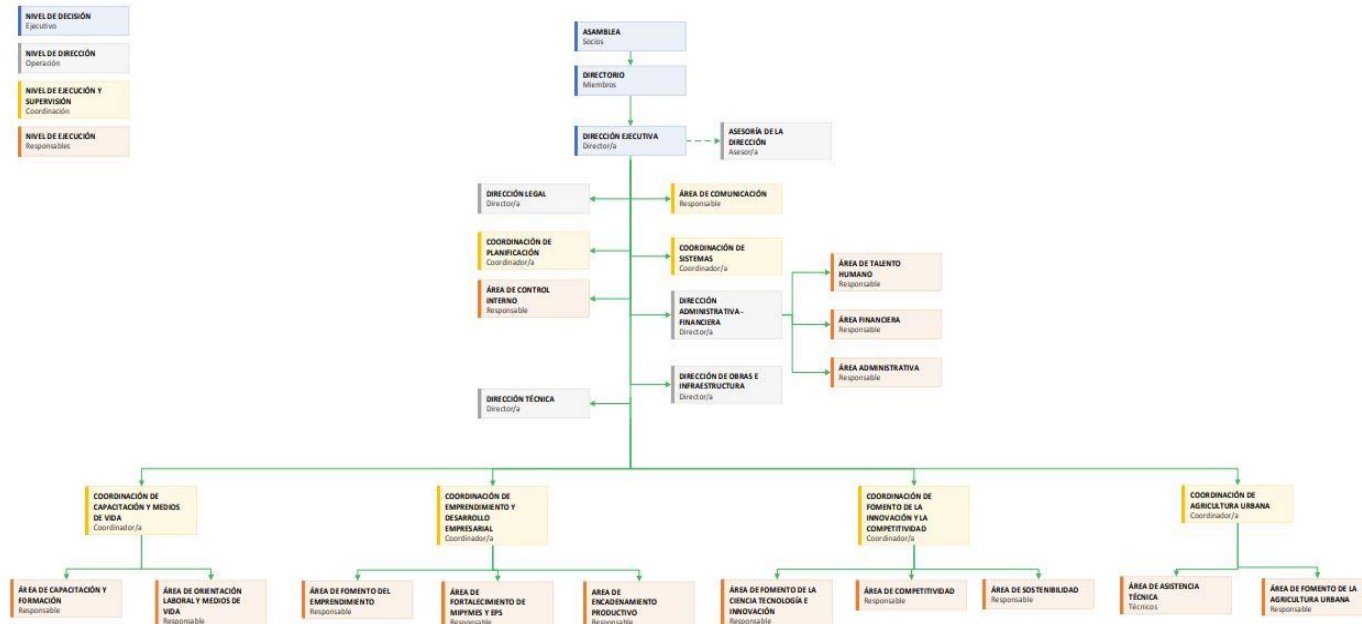 NIVEL DE DECISIÓN
Ejecutivo
NIVEL DE DIRECCIÓN
Operación
NIVEL DE EJECUCIÓN Y
SUPERVISIÓN
Coordinación
NIVEL DE EJECUCIÓN
Responsables
ASAMBLEA
Socios
DIRECTORIO
Miembros
DIRECCIÓN EJECUTIVA
Director/a
ASESORÍA DE LA
DIRECCIÓN
Asesor/a
DIRECCIÓN LEGAL
Director/a
ÁREA DE COMUNICACIÓN
Responsable
COORDINACIÓN DE
PLANIFICACIÓN
Coordinador/a
COORDINACIÓN DE
SISTEMAS
Coordinador/a
ÁREA DE CONTROL
INTERNO
Responsable
DIRECCIÓN
ADMINISTRATIVA -
FINANCIERA
Director/a
ÁREA DE TALENTO
HUMANO
Responsable
ÁREA FINANCIERA
Responsable
ÁREA ADMINISTRATIVA
Responsable
DIRECCIÓN DE OBRAS E
INFRAESTRUCTURA
Director/a
DIRECCIÓN TÉCNICA
Director/a
COORDINACIÓN DE
CAPACITACIÓN Y MEDIOS
DE VIDA
Coordinador/a
COORDINACIÓN DE
EMPRENDIMIENTO Y
DESARROLLO
EMPRESARIAL
Coordinador/a
COORDINACIÓN DE
FOMENTO DE LA
INNOVACIÓN Y LA
COMPETITIVIDAD
Coordinador/a
COORDINACIÓN DE
AGRICULTURA URBANA
Coordinador/a
ÁREA DE CAPACITACIÓN Y
FORMACIÓN
Responsable
ÁREA DE ORIENTACIÓN
LABORAL Y MEDIOS DE
VIDA
Responsable
ÁREA DE FOMENTO DEL
EMPRENDIMIENTO
Responsable
ÁREA DE
FORTALECIMIENTO DE
MIPYMES Y EPS
Responsable
ÁREA DE
ENCADENAMIENTO
PRODUCTIVO
Responsable
ÁREA DE FOMENTO DE LA
CIENCIA TECNOLOGÍA E
INNOVACIÓN
Responsable
ÁREA DE COMPETITIVIDAD
Responsable
ÁREA DE SOSTENIBILIDAD
Responsable
ÁREA DE ASISTENCIA
TÉCNICA
Técnicos
ÁREA DE FOMENTO DE LA
AGRICULTURA URBANA
Responsable